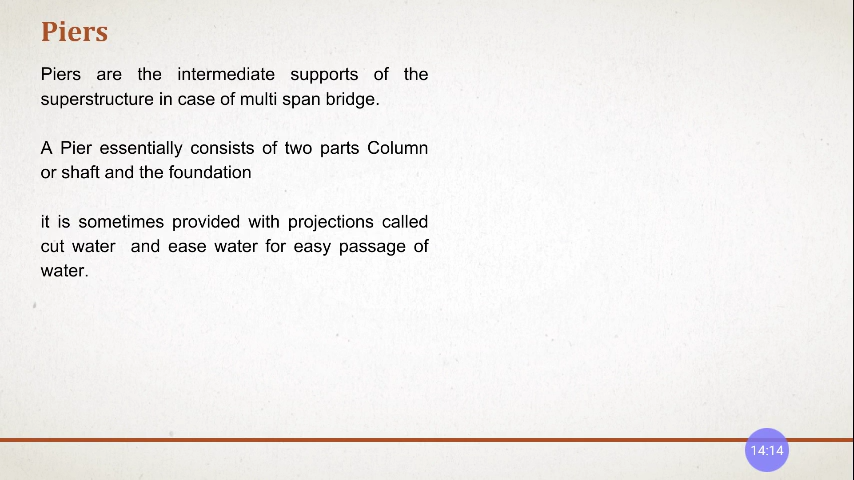 Piers
Piers are the intermediate supports of the
superstructure in case of multi span bridge.
A Pier essentially consists of two parts Column
or shaft and the foundation
it is sometimes provided with projections called
cut water  and ease water for easy passage of
water.
14:14